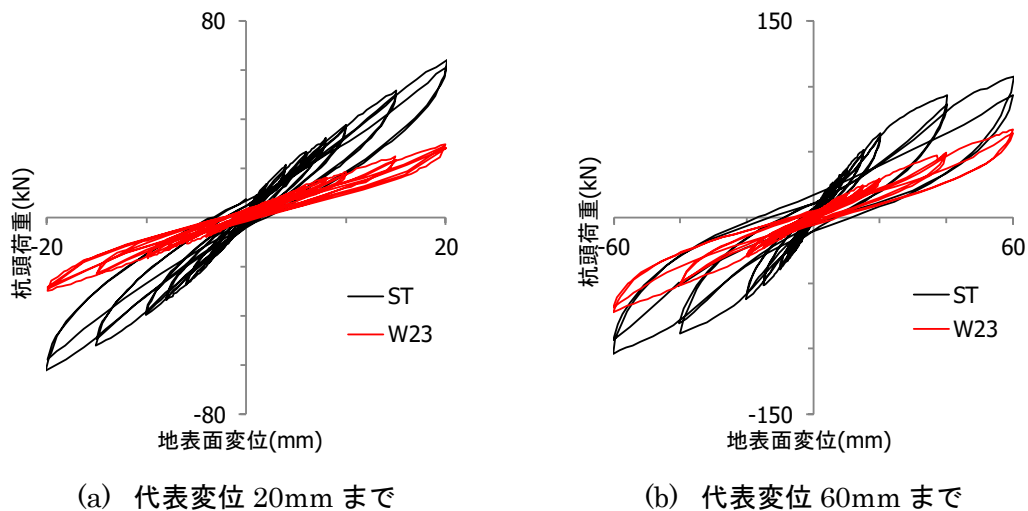 80
杭頭荷重(kN)
-20
20
ST
W23
-80
地表面変位(mm)
(a) 代表変位 20mm まで
150
杭頭荷重(kN)
-60
60
ST
W23
-150
地表面変位(mm)
(b) 代表変位 60mm まで